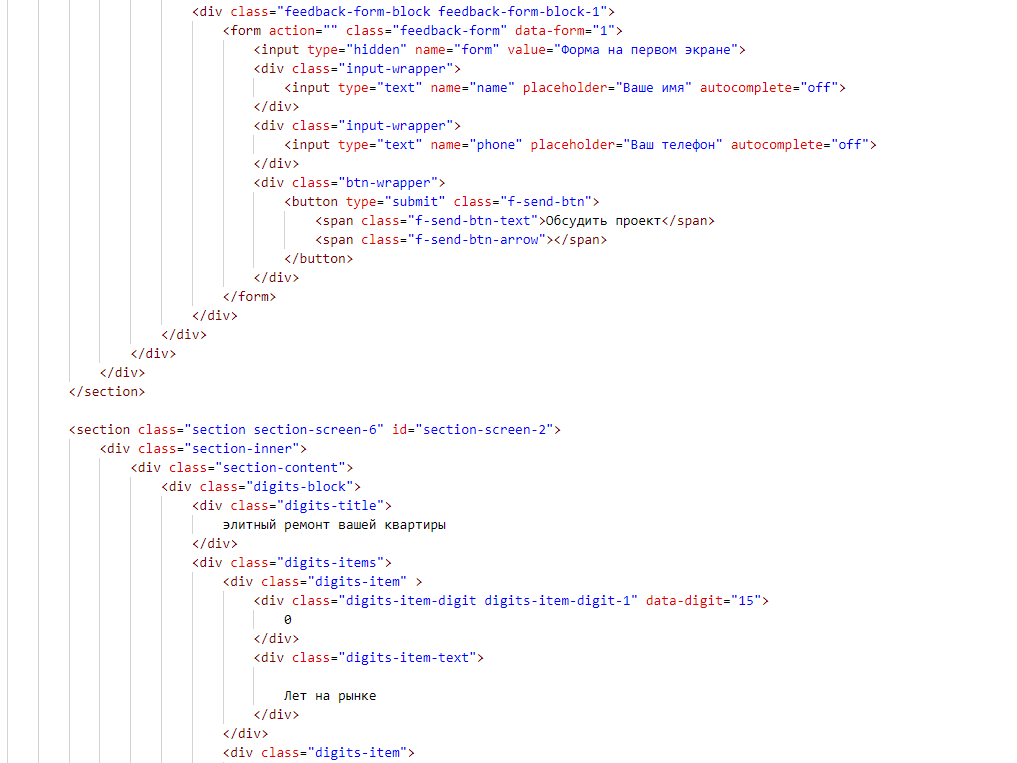 <div class="feedback-form-block feedback-form-block-1">
<form action="" class="feedback-form" data-form="1">
<input type="hidden" name="form" value="Форма на первом экране">
<div class="input-wrapper">
<input type="text" name="name" placeholder="Ваше имя" autocomplete="off">
</div>
<div class="input-wrapper">
<input type="text" name="phone" placeholder="Ваш телефон" autocomplete="off">
</div>
<div class="btn-wrapper">
<button type="submit" class="f-send-btn">
<span class="f-send-btn-text">Обсудить проект</span>
<span class="f-send-btn-arrow"></span>
</button>
</div>
</form>
</div>
</div>
</div>
</div>
</section>
<section class="section section-screen-6" id="section-screen-2">
<div class="section-inner">
<div class="section-content">
<div class="digits-block">
<div class="digits-title">
элитный ремонт вашей квартиры
</div>
<div class="digits-items">
<div class="digits-item" >
<div class="digits-item-digit digits-item-digit-1" data-digit="15">
0
</div>
<div class="digits-item-text">
Лет на рынке
</div>
</div>
<div class="digits-item">